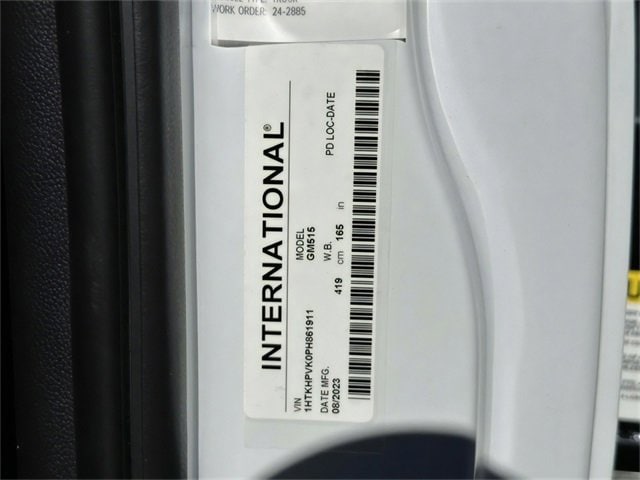 WORK ORDER: 24-2885
INTERNATIONAL®
VIN MODEL
1HTKHPVK0PH861911 GM515
DATE MFG. W.B. PD LOC-DATE
08/2023 419 cm 165 in